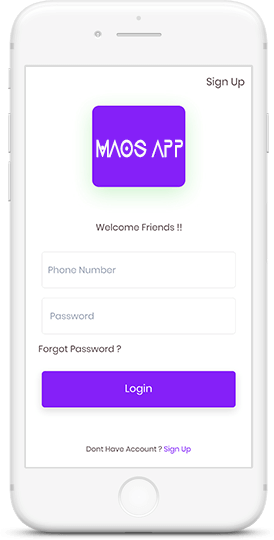 Sign Up
MAOS APP
Welcome Friends !!
Phone Number
Password
Forgot Password ?
Login
Dont Have Account ? Sign Up